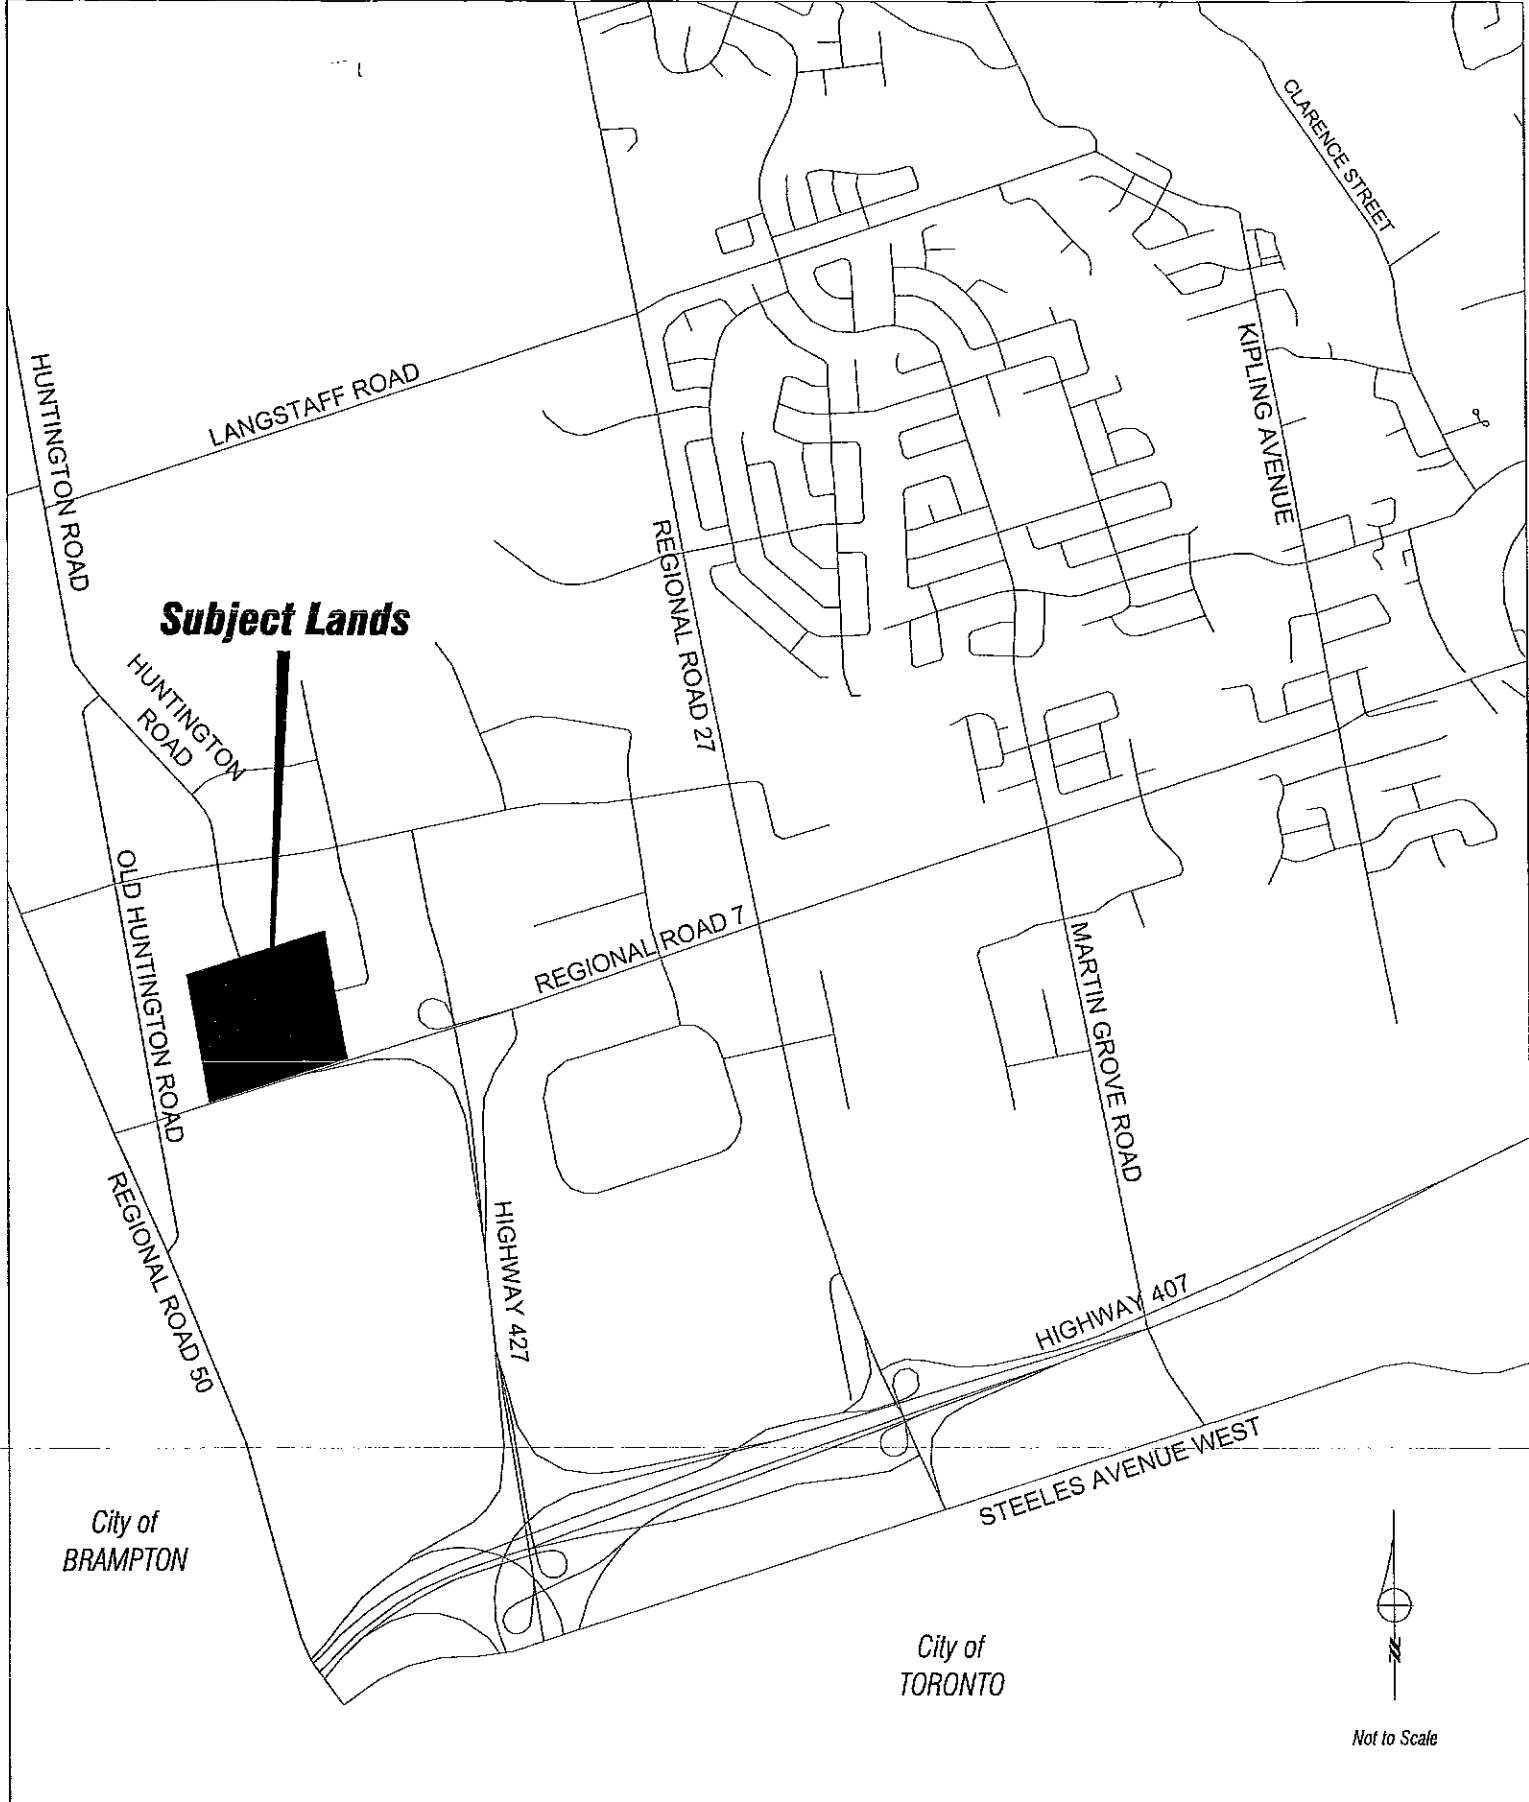 CLARENCE STREET
HUNTINGTON ROAD
LANGSTAFF ROAD
KIPLING AVENUE
REGIONAL ROAD 27
Subject Lands
HUNTINGTON
ROAD
OLD HUNTINGTON ROAD
REGIONAL ROAD 7
MARTIN GROVE ROAD
REGIONAL ROAD 50
HIGHWAY 427
HIGHWAY 407
STEELES AVENUE WEST
City of
BRAMPTON
City of
TORONTO
N
Not to Scale